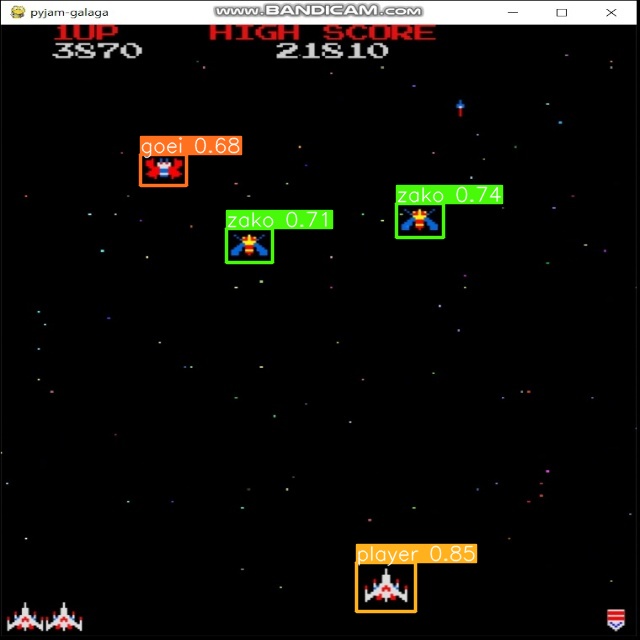 pyjam-galaga
www.BANDICAM.com
1UP HIGH SCORE
3870 21810
goei 0.68
zako 0.74
zako 0.71
player 0.85